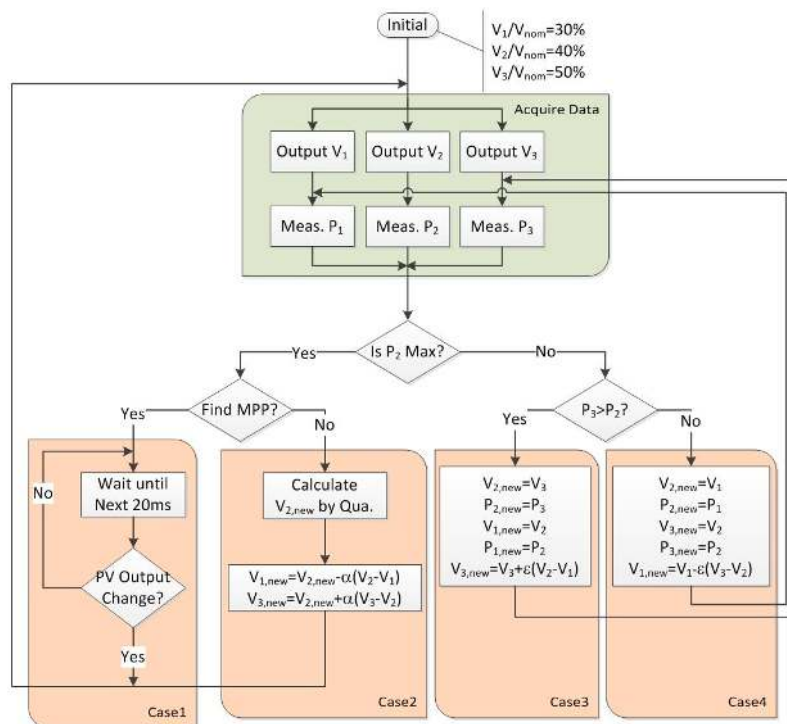 Initial
V₁/Vₙₒₘ=30%
V₂/Vₙₒₘ=40%
V₃/Vₙₒₘ=50%
Acquire Data
Output V₁
Output V₂
Output V₃
Meas. P₁
Meas. P₂
Meas. P₃
Is P₂ Max?
Yes
No
Find MPP?
P₃>P₂?
Yes
No
Yes
No
No
Wait until
Next 20ms
PV Output
Change?
Yes
Case1
Calculate
V₂,new by Qua.
V₁,new=V₂,new-α(V₂-V₁)
V₃,new=V₂,new+α(V₃-V₂)
Case2
V₂,new=V₃
P₂,new=P₃
V₁,new=V₂
P₁,new=P₂
V₃,new=V₃+ε(V₂-V₁)
Case3
V₂,new=V₁
P₂,new=P₁
V₃,new=V₂
P₃,new=P₂
V₁,new=V₁-ε(V₃-V₂)
Case4